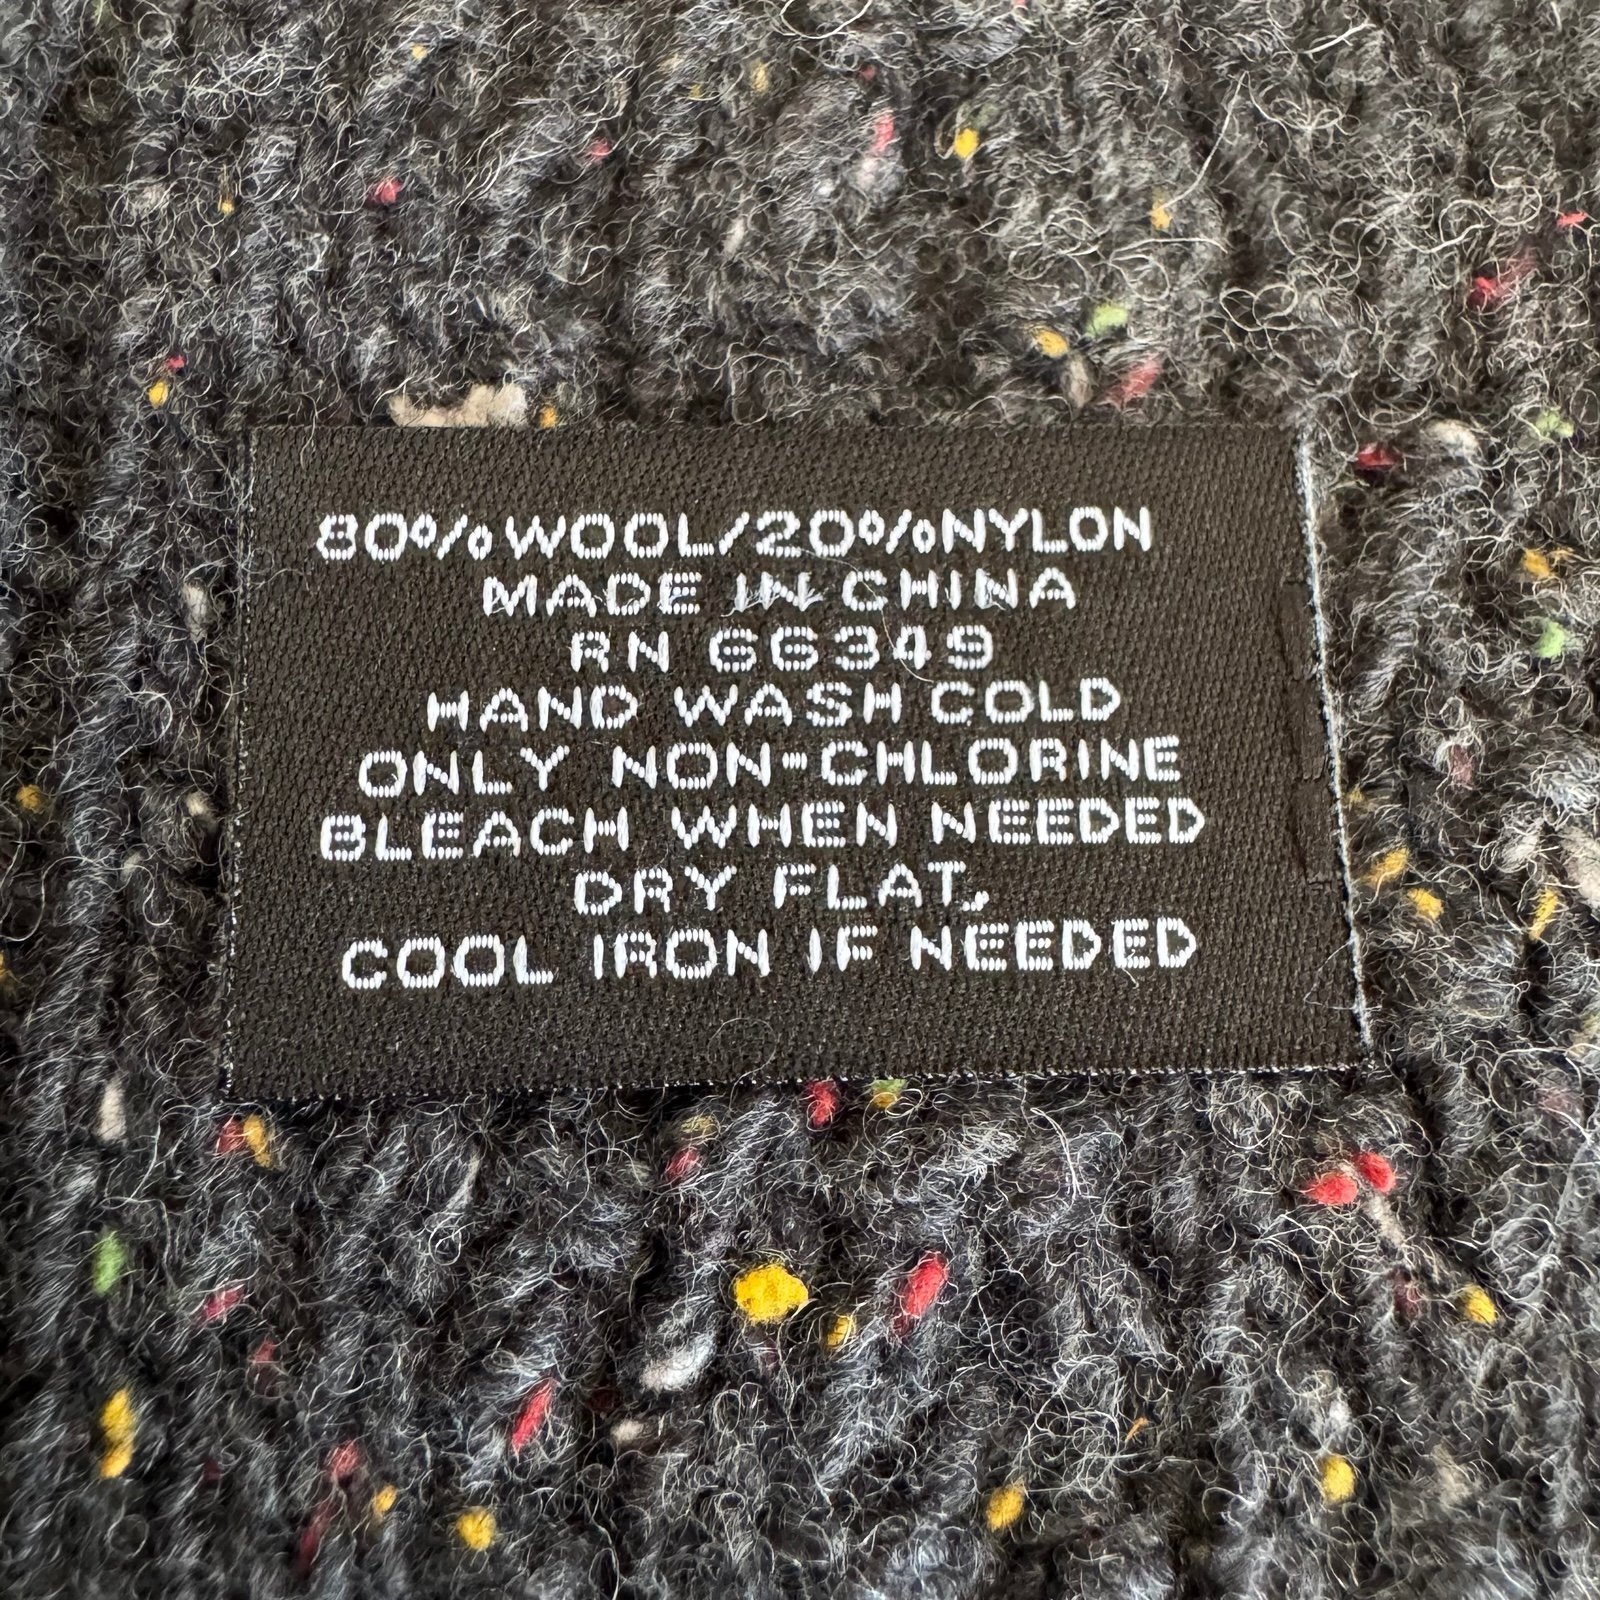 80%WOOL/20%NYLON
MADE IN CHINA
RN 66349
HAND WASH COLD
ONLY NON-CHLORINE
BLEACH WHEN NEEDED
DRY FLAT,
COOL IRON IF NEEDED